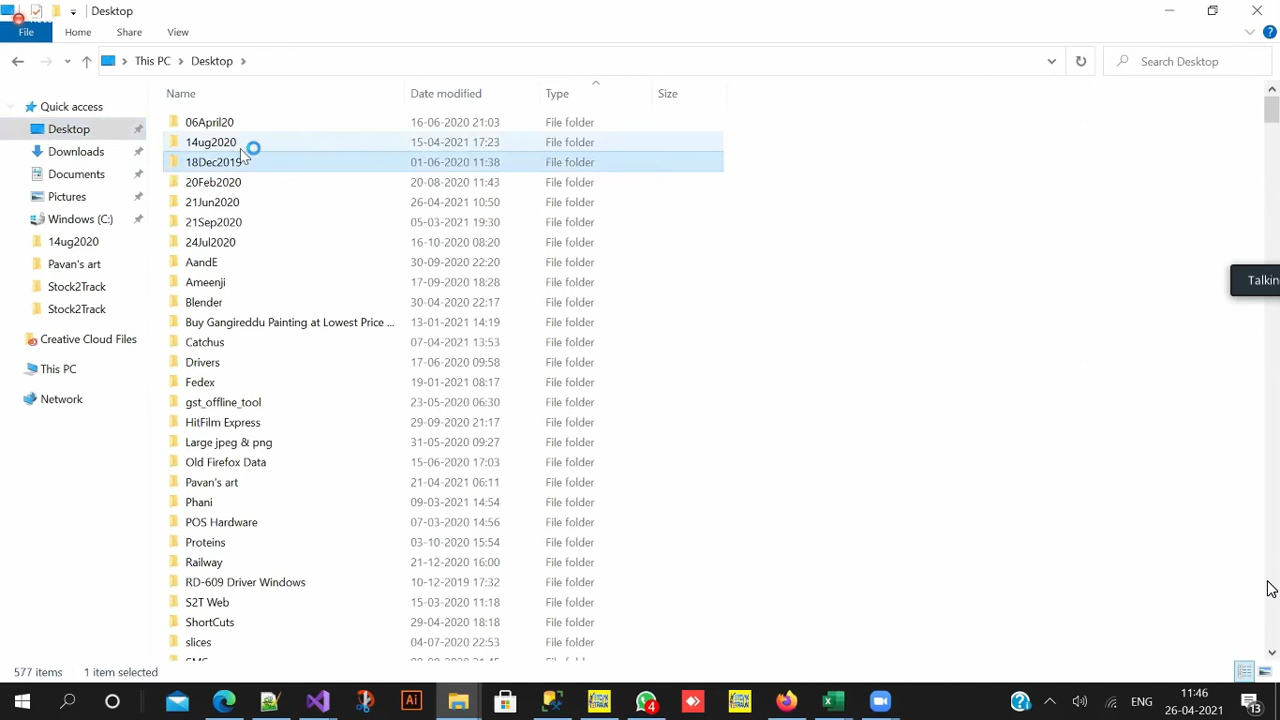 Desktop
File Home Share View
This PC Desktop
Search Desktop
Name Date modified Type Size
Quick access
Desktop
Downloads
Documents
Pictures
Windows (C:)
14ug2020
Pavan's art
Stock2Track
Stock2Track
Creative Cloud Files
This PC
Network
06April20 16-06-2020 21:03 File folder
14ug2020 15-04-2021 17:23 File folder
18Dec2019 01-06-2020 11:38 File folder
20Feb2020 20-08-2020 11:43 File folder
21Jun2020 26-04-2021 10:50 File folder
21Sep2020 05-03-2021 19:30 File folder
24Jul2020 16-10-2020 08:20 File folder
AandE 30-09-2020 22:20 File folder
Ameenji 17-09-2020 18:28 File folder
Blender 30-04-2020 22:17 File folder
Buy Gangireddu Painting at Lowest Price ... 13-01-2021 14:19 File folder
Catchus 07-04-2021 13:53 File folder
Drivers 17-06-2020 09:58 File folder
Fedex 19-01-2021 08:17 File folder
gst_offline_tool 23-05-2020 06:30 File folder
HitFilm Express 29-09-2020 21:17 File folder
Large jpeg & png 31-05-2020 09:27 File folder
Old Firefox Data 15-06-2020 17:03 File folder
Pavan's art 21-04-2021 06:11 File folder
Phani 09-03-2021 14:54 File folder
POS Hardware 07-03-2020 14:56 File folder
Proteins 03-10-2020 15:54 File folder
Railway 21-12-2020 16:00 File folder
RD-609 Driver Windows 10-12-2019 17:32 File folder
S2T Web 15-03-2020 11:18 File folder
ShortCuts 29-04-2020 18:18 File folder
slices 04-07-2020 22:53 File folder
Talkin
577 items 1 item selected
Ai
4
ENG
11:46
26-04-2021
13